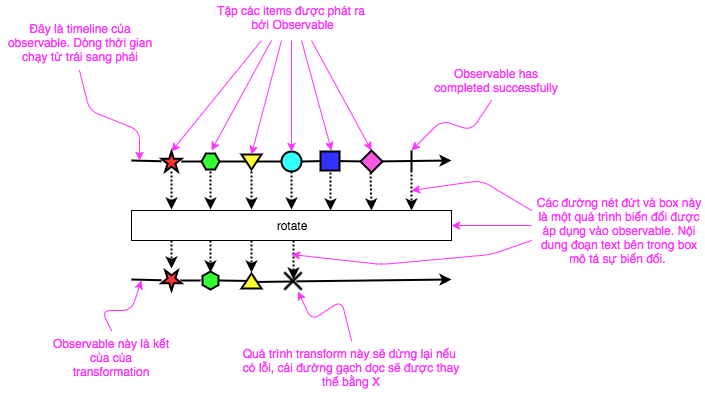 Tập các items được phát ra
bởi Observable
Đây là timeline của
observable. Dòng thời gian
chạy từ trái sang phải
Observable has
completed successfully
Các đường nét đứt và box này
là một quá trình biến đổi được
áp dụng vào observable. Nội
dung đoạn text bên trong box
mô tả sự biến đổi.
rotate
Observable này là kết
của của
transformation
Quá trình transform này sẽ dừng lại nếu
có lỗi, cái đường gạch dọc sẽ được thay
thế bằng X